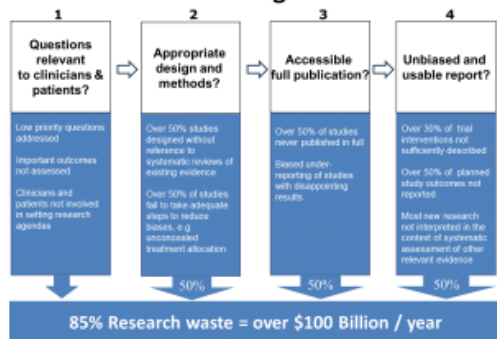 1
Questions
relevant
to clinicians &
patients?
Low priority questions
addressed
Important outcomes
not assessed
Clinicians and
patients not involved
in setting research
agendas
2
Appropriate
design and
methods?
Over 50% studies
designed without
reference to
systematic reviews of
existing evidence
Over 50% of studies
fail to take adequate
steps to reduce
biases, e.g.
unconcealed
treatment allocation
50%
3
Accessible
full publication?
Over 50% of studies
never published in full
Biased under-
reporting of studies
with disappointing
results
50%
4
Unbiased and
usable report?
Over 30% of trial
interventions not
sufficiently described
Over 50% of planned
study outcomes not
reported
Most new research
not interpreted in the
context of systematic
assessment of other
relevant evidence
50%
85% Research waste = over $100 Billion / year